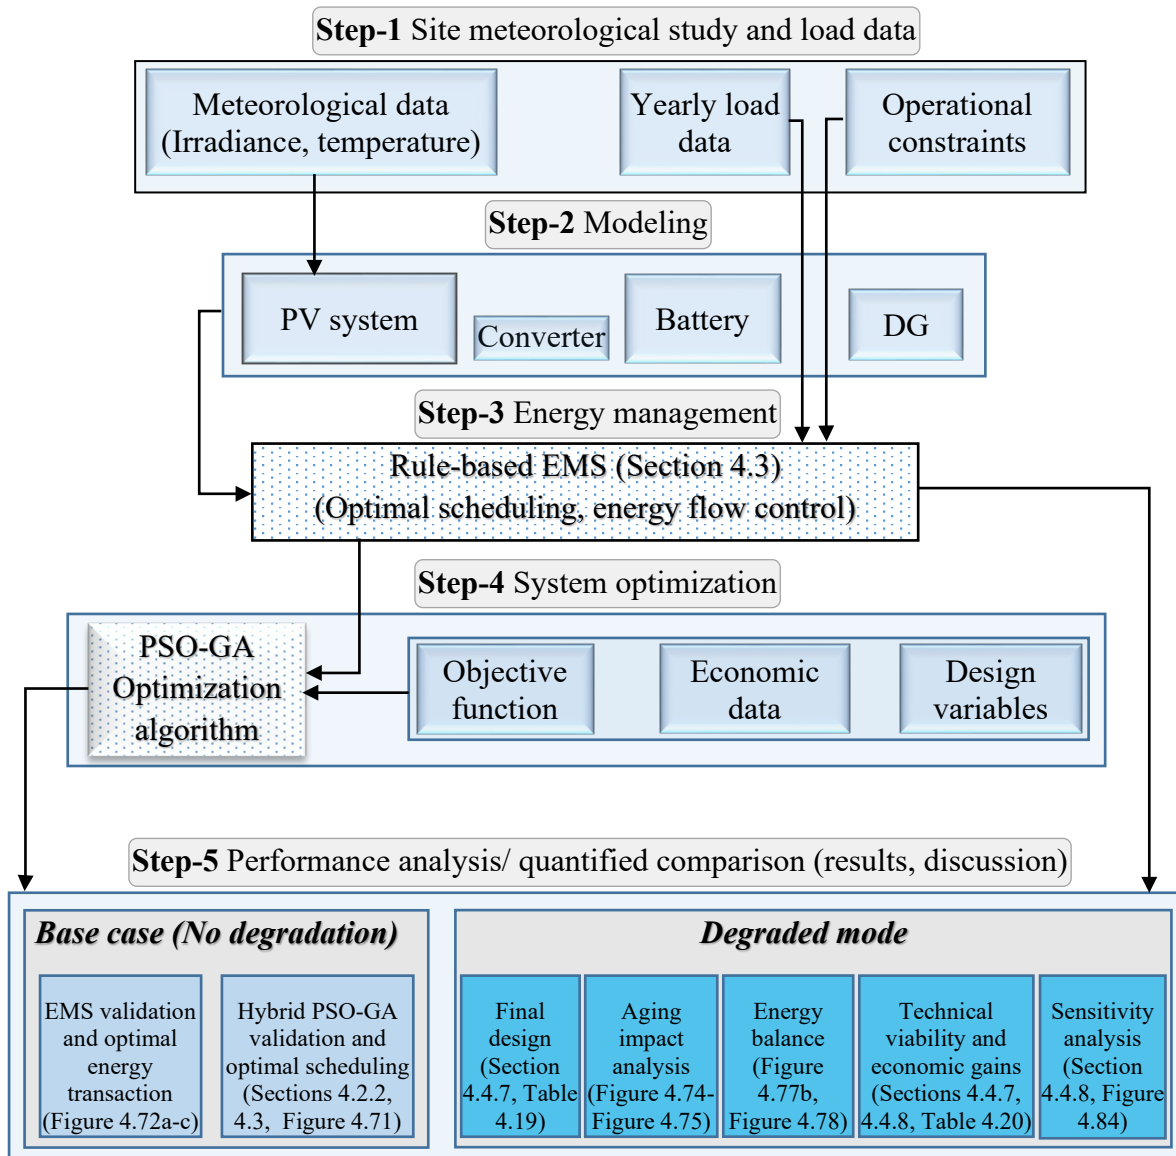 Step-1 Site meteorological study and load data
Meteorological data
(Irradiance, temperature)
Yearly load
data
Operational
constraints
Step-2 Modeling
PV system
Converter
Battery
DG
Step-3 Energy management
Rule-based EMS (Section 4.3)
(Optimal scheduling, energy flow control)
Step-4 System optimization
PSO-GA
Optimization
algorithm
Objective
function
Economic
data
Design
variables
Step-5 Performance analysis/ quantified comparison (results, discussion)
Base case (No degradation)
EMS validation
and optimal
energy
transaction
(Figure 4.72a-c)
Hybrid PSO-GA
validation and
optimal scheduling
(Sections 4.2.2,
4.3, Figure 4.71)
Degraded mode
Final
design
(Section
4.4.7, Table
4.19)
Aging
impact
analysis
(Figure 4.74-
Figure 4.75)
Energy
balance
(Figure
4.77b,
Figure 4.78)
Technical
viability and
economic gains
(Sections 4.4.7,
4.4.8, Table 4.20)
Sensitivity
analysis
(Section
4.4.8, Figure
4.84)